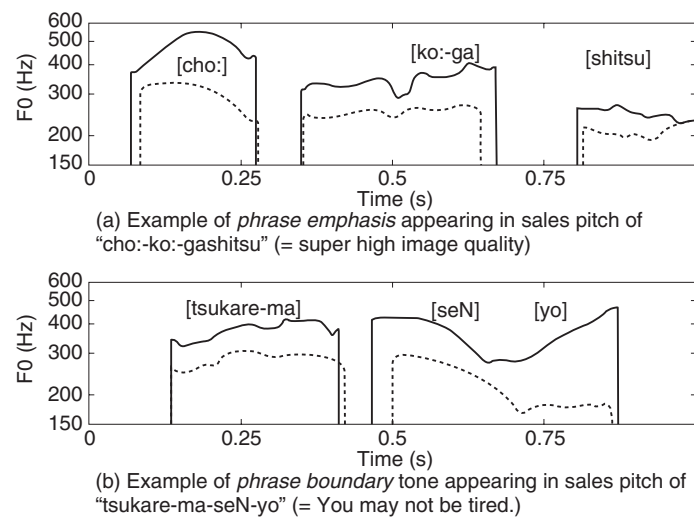 600
500
400
300
200
150
F0 (Hz)
[cho:]
[ko:-ga]
[shitsu]
0 0.25 0.5 0.75
Time (s)
(a) Example of phrase emphasis appearing in sales pitch of
“cho:-ko:-gashitsu” (= super high image quality)
600
500
400
300
200
150
F0 (Hz)
[tsukare-ma]
[seN]
[yo]
0 0.25 0.5 0.75
Time (s)
(b) Example of phrase boundary tone appearing in sales pitch of
“tsukare-ma-seN-yo” (= You may not be tired.)